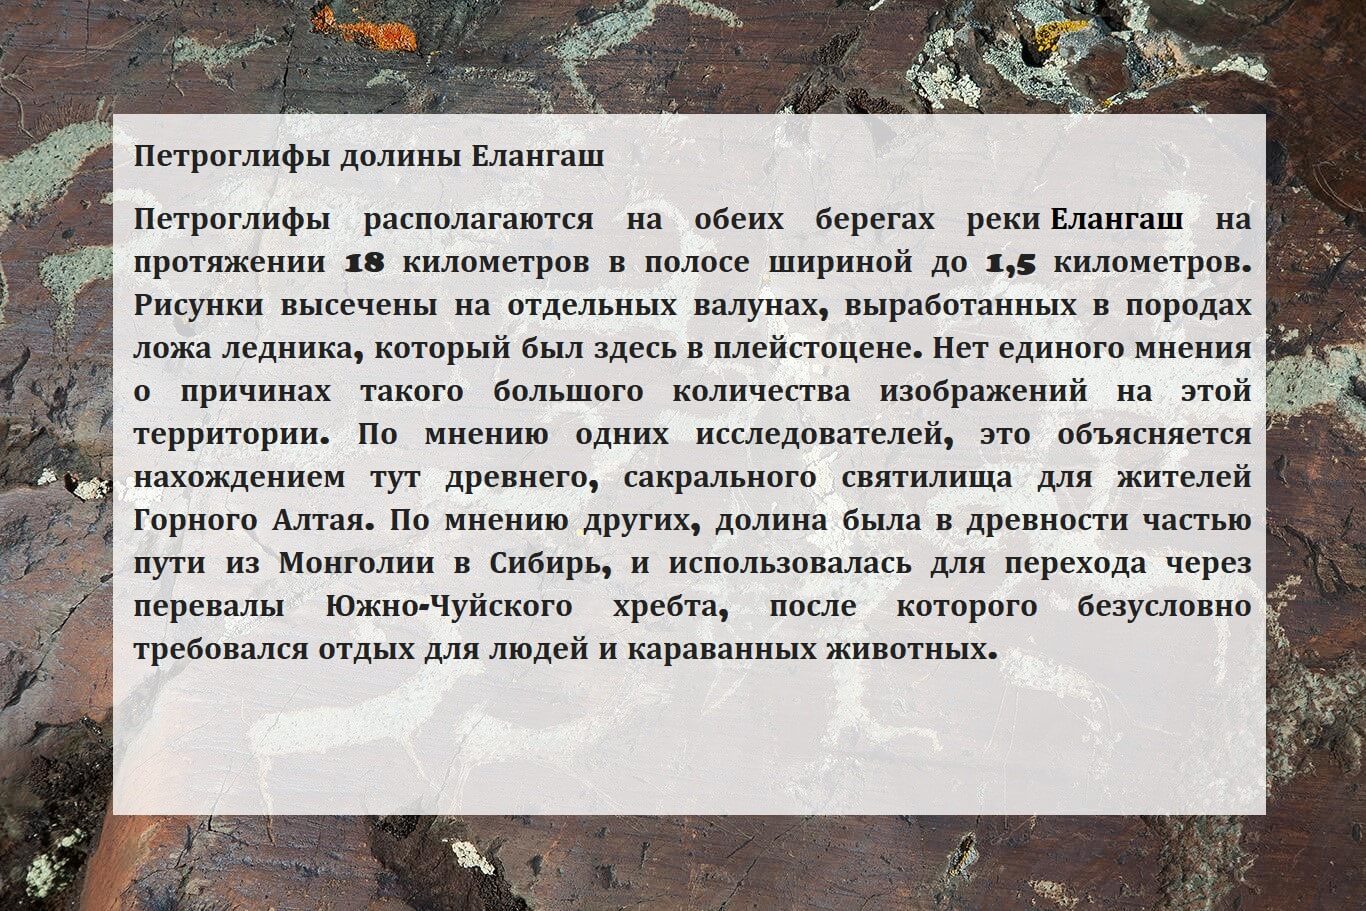 Петроглифы долины Елангаш
Петроглифы располагаются на обеих берегах реки Елангаш на
протяжении 18 километров в полосе шириной до 1,5 километров.
Рисунки высечены на отдельных валунах, выработанных в породах
ложа ледника, который был здесь в плейстоцене. Нет единого мнения
о причинах такого большого количества изображений на этой
территории. По мнению одних исследователей, это объясняется
нахождением тут древнего, сакрального святилища для жителей
Горного Алтая. По мнению других, долина была в древности частью
пути из Монголии в Сибирь, и использовалась для перехода через
перевалы Южно-Чуйского хребта, после которого безусловно
требовался отдых для людей и караванных животных.